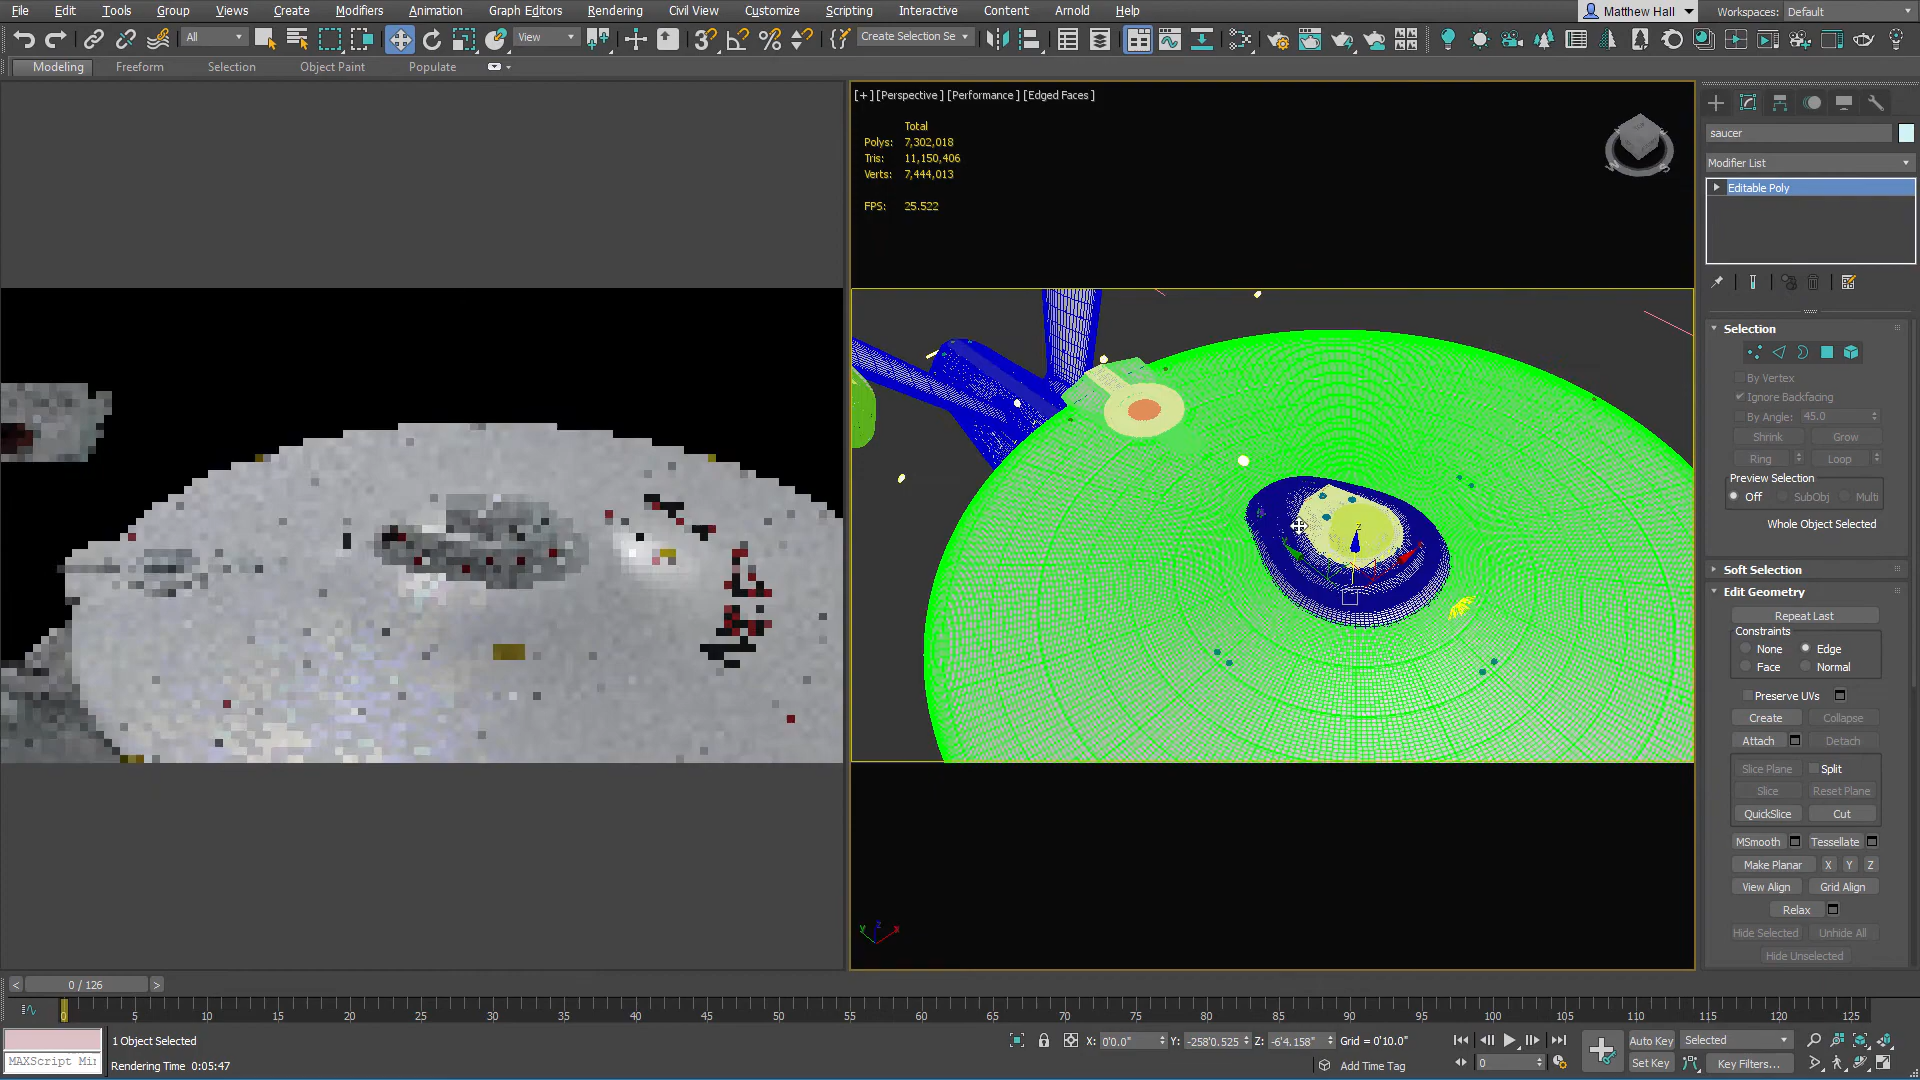 File Edit Tools Group Views Create Modifiers Animation Graph Editors Rendering Civil View Customize Scripting Interactive Content Arnold Help Matthew Hall Workspaces: Default
All View Create Selection Se
Modeling Freeform Selection Object Paint Populate
[+] [Perspective ] [Performance ] [Edged Faces ]
Total
Polys: 7,302,018
Tris: 11,150,406
Verts: 7,444,013
FPS: 25.522
saucer
Modifier List
Editable Poly
Selection
By Vertex
Ignore Backfacing
By Angle: 45.0
Shrink Grow
Ring Loop
Preview Selection
Off SubObj Multi
Whole Object Selected
Soft Selection
Edit Geometry
Repeat Last
Constraints
None Edge
Face Normal
Preserve UVs
Create Collapse
Attach Detach
Slice Plane Split
Slice Reset Plane
QuickSlice Cut
MSmooth Tessellate
Make Planar X Y Z
View Align Grid Align
Relax
Hide Selected Unhide All
Hide Unselected
< 0 / 126 >
0 5 10 15 20 25 30 35 40 45 50 55 60 65 70 75 80 85 90 95 100 105 110 115 120 125
1 Object Selected X: 0'0.0" Y: -258'0.525 Z: -6'4.158" Grid = 0'10.0" Auto Key Selected
MAXScript Mi Rendering Time 0:05:47 Add Time Tag 0 Set Key Key Filters...